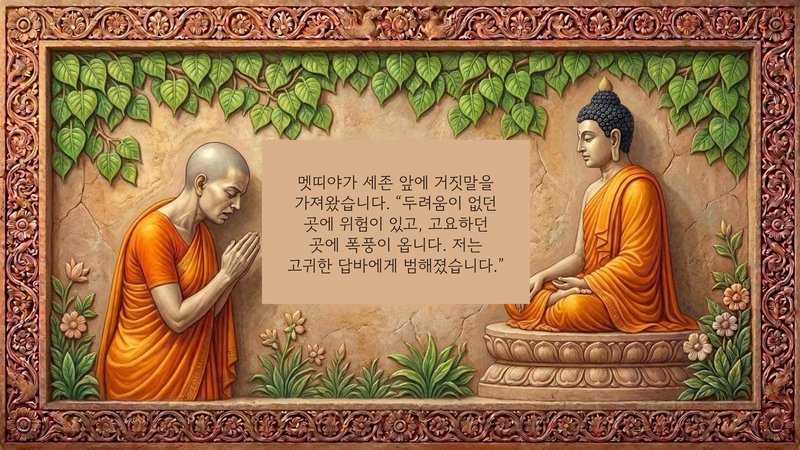 멧띠야가 세존 앞에 거짓말을
가져왔습니다. “두려움이 없던
곳에 위험이 있고, 고요하던
곳에 폭풍이 옵니다. 저는
고귀한 답바에게 범해졌습니다.”